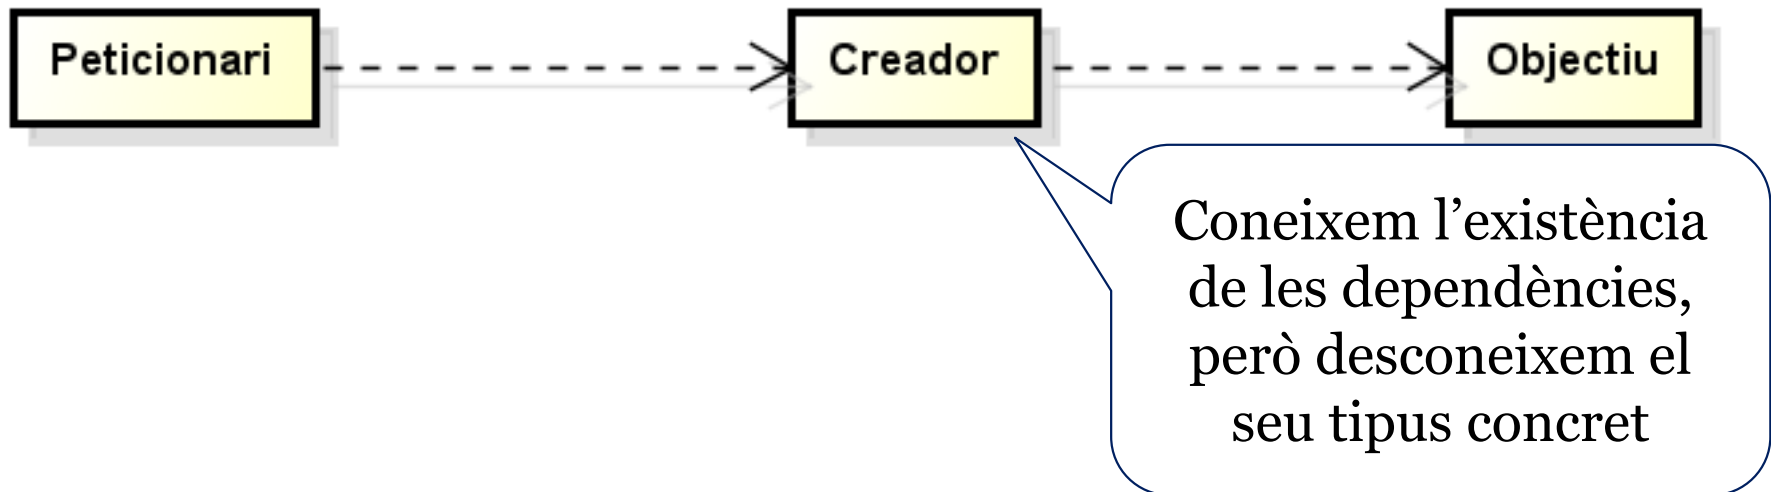 Peticionari
Creador
Objectiu
Coneixem l’existència
de les dependències,
però desconeixem el
seu tipus concret